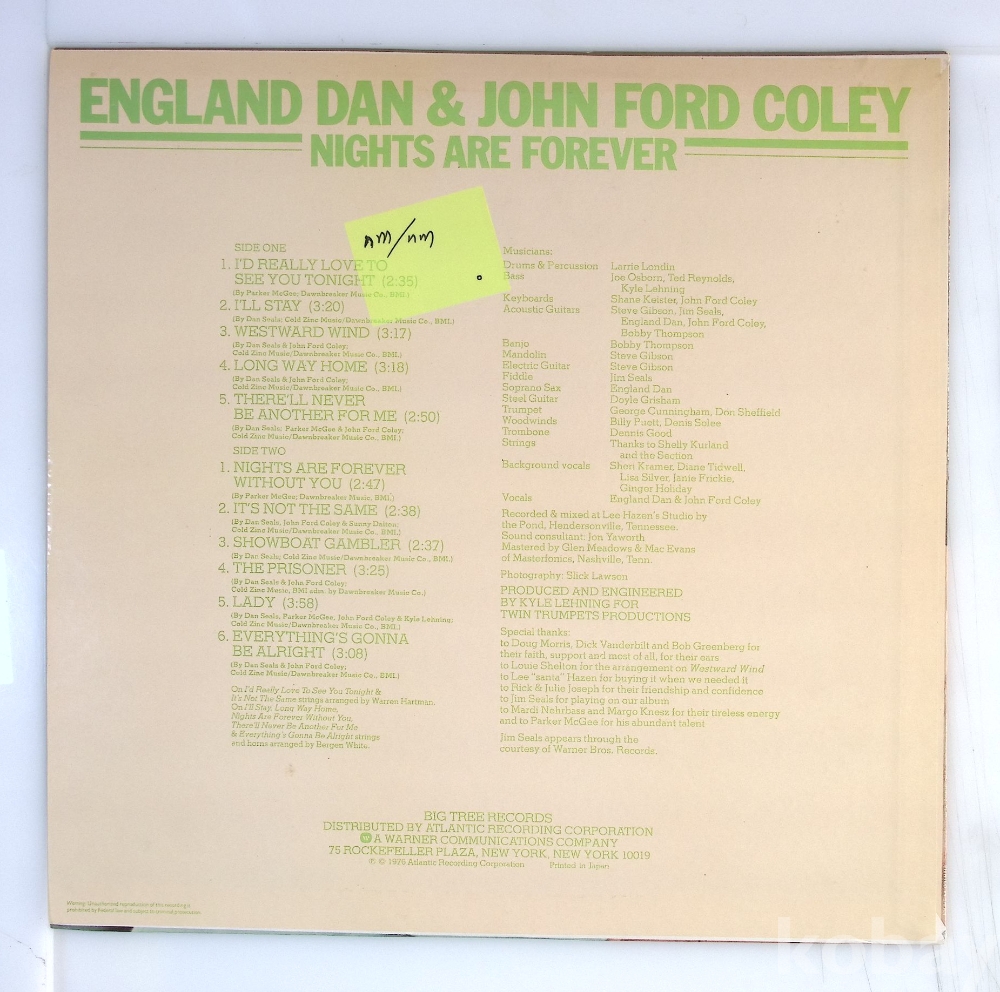 ENGLAND DAN & JOHN FORD COLEY
NIGHTS ARE FOREVER
nm/nm
SIDE ONE
1. I'D REALLY LOVE TO
SEE YOU TONIGHT (2:35)
(By Parker McGee; Dawnbreaker Music Co., BMI.)
2. I'LL STAY (3:20)
(By Dan Seals; Cold Zinc Music/Dawnbreaker Music Co., BMI.)
3. WESTWARD WIND (3:17)
(By Dan Seals & John Ford Coley;
Cold Zinc Music/Dawnbreaker Music Co., BMI.)
4. LONG WAY HOME (3:18)
(By Dan Seals & John Ford Coley;
Cold Zinc Music/Dawnbreaker Music Co., BMI.)
5. THERE'LL NEVER
BE ANOTHER FOR ME (2:50)
(By Dan Seals, Parker McGee & John Ford Coley;
Cold Zinc Music/Dawnbreaker Music Co., BMI.)
SIDE TWO
1. NIGHTS ARE FOREVER
WITHOUT YOU (2:47)
(By Parker McGee; Dawnbreaker Music, BMI.)
2. IT'S NOT THE SAME (2:38)
(By Dan Seals, John Ford Coley & Sunny Dalton;
Cold Zinc Music/Dawnbreaker Music Co., BMI.)
3. SHOWBOAT GAMBLER (2:37)
(By Dan Seals; Cold Zinc Music/Dawnbreaker Music Co., BMI.)
4. THE PRISONER (3:25)
(By Dan Seals & John Ford Coley;
Cold Zinc Music, BMI adm. by Dawnbreaker Music Co.)
5. LADY (3:58)
(By Dan Seals, Parker McGee, John Ford Coley & Kyle Lehning;
Cold Zinc Music/Dawnbreaker Music Co., BMI.)
6. EVERYTHING'S GONNA
BE ALRIGHT (3:08)
(By Dan Seals & John Ford Coley;
Cold Zinc Music/Dawnbreaker Music Co., BMI.)
On I'd Really Love To See You Tonight &
It's Not The Same strings arranged by Warren Hartman.
On I'll Stay, Long Way Home,
Nights Are Forever Without You,
There'll Never Be Another For Me
& Everything's Gonna Be Alright strings
and horns arranged by Bergen White.
Musicians:
Drums & Percussion Larrie Londin
Bass Joe Osborn, Ted Reynolds,
Kyle Lehning
Keyboards Shane Keister, John Ford Coley
Acoustic Guitars Steve Gibson, Jim Seals,
England Dan, John Ford Coley,
Bobby Thompson
Banjo Bobby Thompson
Mandolin Steve Gibson
Electric Guitar Steve Gibson
Fiddle Jim Seals
Soprano Sax England Dan
Steel Guitar Doyle Grisham
Trumpet George Cunningham, Don Sheffield
Woodwinds Billy Puett, Denis Solee
Trombone Dennis Good
Strings Thanks to Shelly Kurland
and the Section
Background vocals Sheri Kramer, Diane Tidwell,
Lisa Silver, Janie Frickie,
Ginger Holiday
Vocals England Dan & John Ford Coley
Recorded & mixed at Lee Hazen's Studio by
the Pond, Hendersonville, Tennessee.
Sound consultant: Jon Yaworth
Mastered by Glen Meadows & Mac Evans
of Masterfonics, Nashville, Tenn.
Photography: Slick Lawson
PRODUCED AND ENGINEERED
BY KYLE LEHNING FOR
TWIN TRUMPETS PRODUCTIONS
Special thanks:
to Doug Morris, Dick Vanderbilt and Bob Greenberg for
their faith, support and most of all, for their ears
to Louie Shelton for the arrangement on Westward Wind
to Lee "santa" Hazen for buying it when we needed it
to Rick & Julie Joseph for their friendship and confidence
to Jim Seals for playing on our album
to Mardi Nehrbass and Margo Knesz for their tireless energy
and to Parker McGee for his abundant talent
Jim Seals appears through the
courtesy of Warner Bros. Records.
BIG TREE RECORDS
DISTRIBUTED BY ATLANTIC RECORDING CORPORATION
A WARNER COMMUNICATIONS COMPANY
75 ROCKEFELLER PLAZA, NEW YORK, NEW YORK 10019
℗ © 1976 Atlantic Recording Corporation Printed in Japan
Warning: Unauthorized reproduction of this recording is
prohibited by Federal law and subject to criminal prosecution.
koba